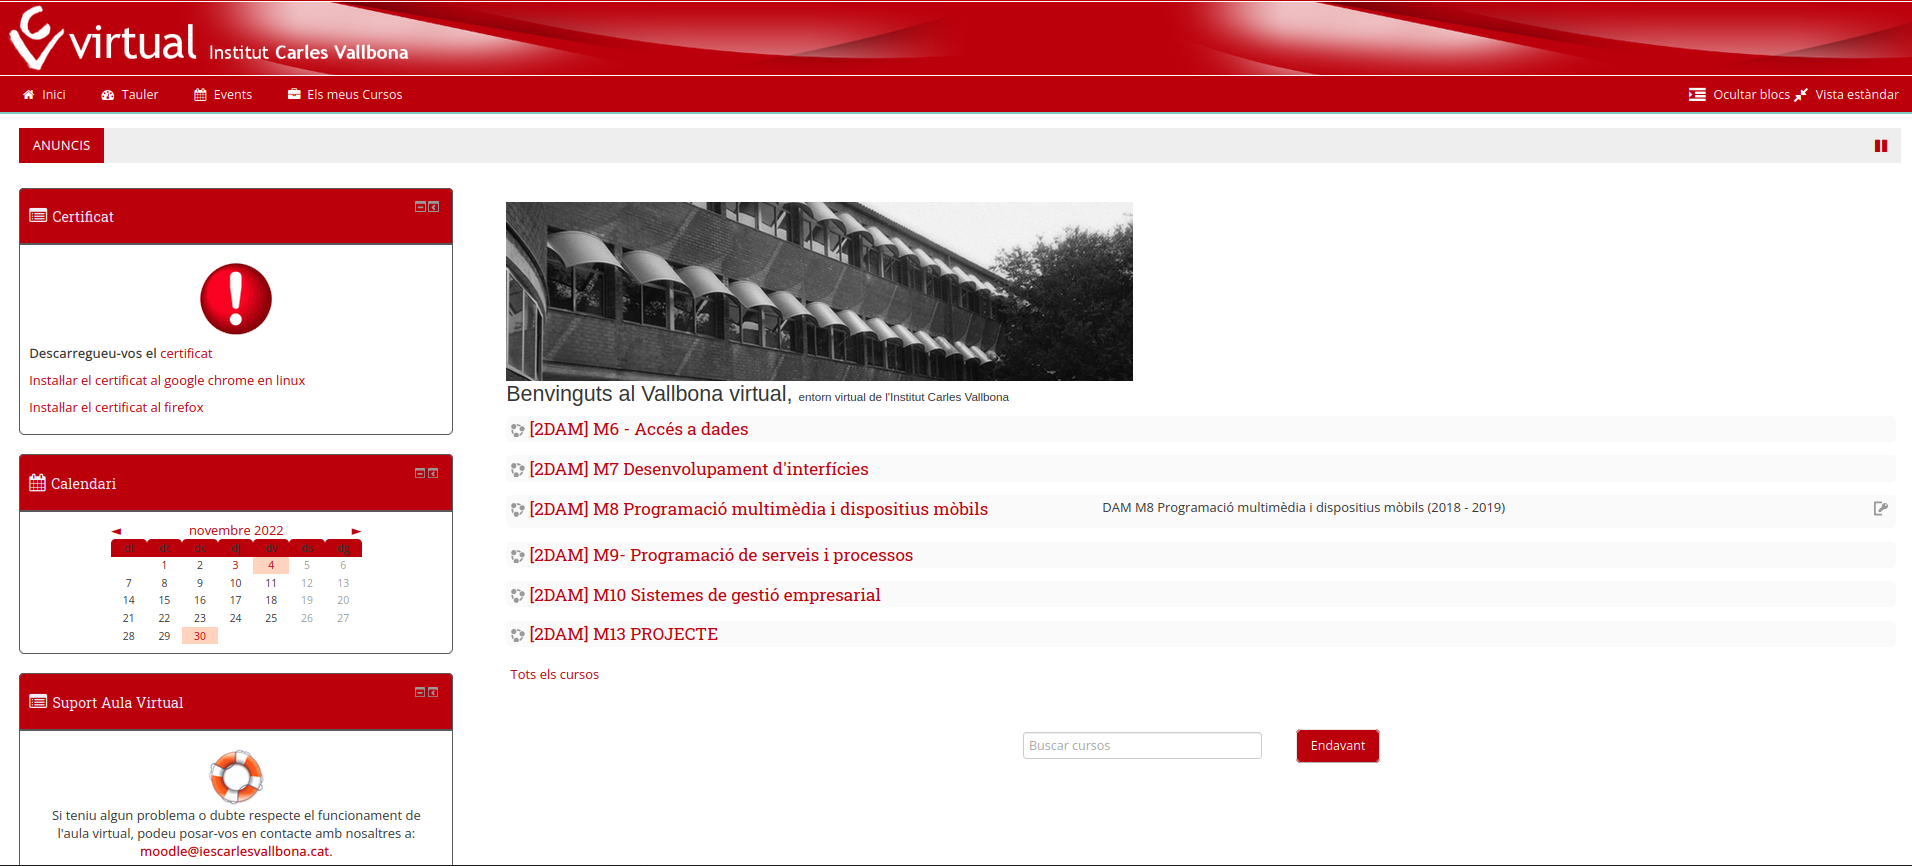 virtual Institut Carles Vallbona
Inici Tauler Events Els meus Cursos Ocultar blocs Vista estàndar
ANUNCIS
Certificat
Descarregueu-vos el certificat
Instal·lar el certificat al google chrome en linux
Instal·lar el certificat al firefox
Calendari
novembre 2022
dl dt dc dj dv ds dg
1 2 3 4 5 6
7 8 9 10 11 12 13
14 15 16 17 18 19 20
21 22 23 24 25 26 27
28 29 30
Suport Aula Virtual
Si teniu algun problema o dubte respecte el funcionament de
l'aula virtual, podeu posar-vos en contacte amb nosaltres a:
moodle@iescarlesvallbona.cat.
Benvinguts al Vallbona virtual, entorn virtual de l'Institut Carles Vallbona
[2DAM] M6 - Accés a dades
[2DAM] M7 Desenvolupament d'interfícies
[2DAM] M8 Programació multimèdia i dispositius mòbils DAM M8 Programació multimèdia i dispositius mòbils (2018 - 2019)
[2DAM] M9- Programació de serveis i processos
[2DAM] M10 Sistemes de gestió empresarial
[2DAM] M13 PROJECTE
Tots els cursos
Buscar cursos Endavant